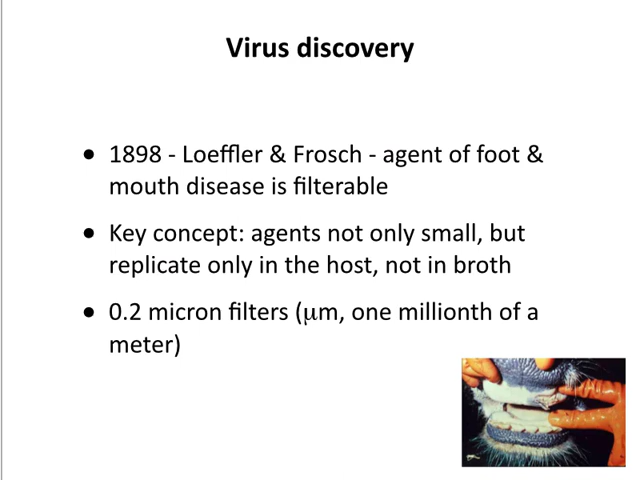 Virus discovery
• 1898 - Loeffler & Frosch - agent of foot &
mouth disease is filterable
• Key concept: agents not only small, but
replicate only in the host, not in broth
• 0.2 micron filters (μm, one millionth of a
meter)